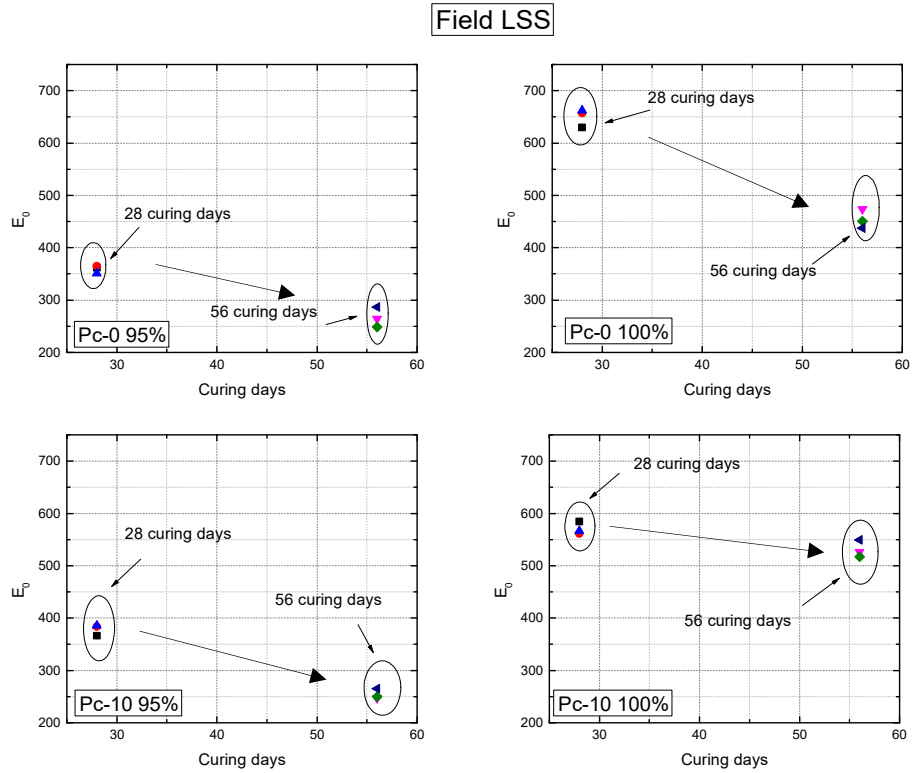 Field LSS
700
600
500
400
300
200
30
40
50
60
E0
Curing days
28 curing days
56 curing days
Pc-0 95%
700
600
500
400
300
200
30
40
50
60
E0
Curing days
28 curing days
56 curing days
Pc-0 100%
700
600
500
400
300
200
30
40
50
60
E0
Curing days
28 curing days
56 curing days
Pc-10 95%
700
600
500
400
300
200
30
40
50
60
E0
Curing days
28 curing days
56 curing days
Pc-10 100%